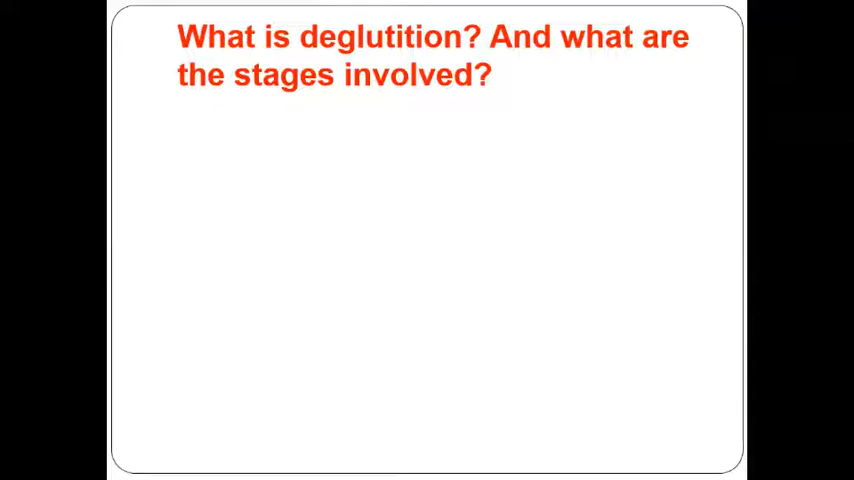 What is deglutition? And what are
the stages involved?